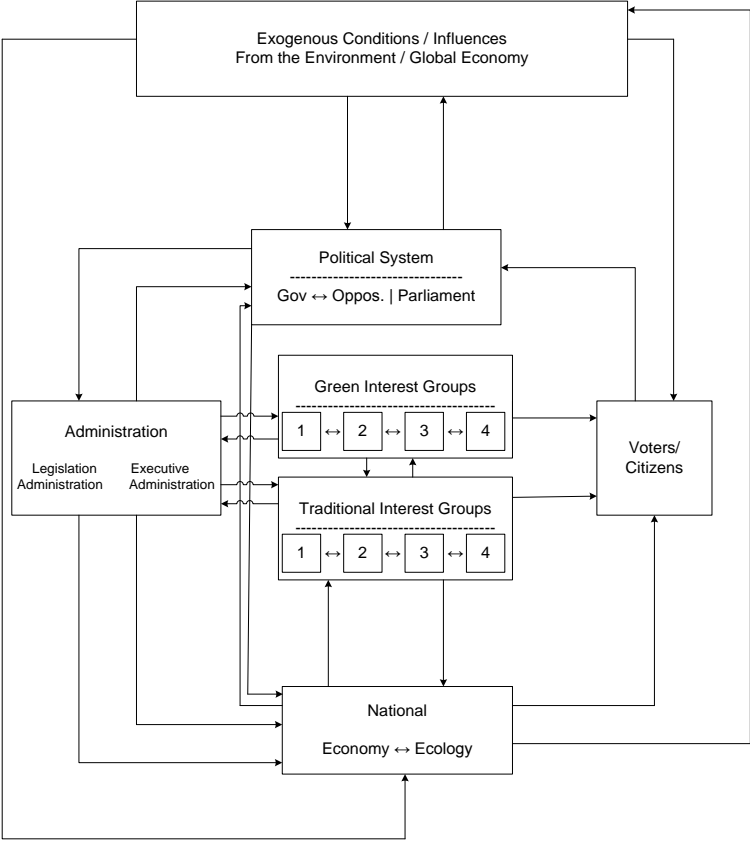 Exogenous Conditions / Influences
From the Environment / Global Economy
Political System
--------------------------------
Gov ↔ Oppos. | Parliament
Green Interest Groups
-------------------------------------
1 ↔ 2 ↔ 3 ↔ 4
Administration
Legislation Administration
Executive Administration
Voters/
Citizens
Traditional Interest Groups
-------------------------------------
1 ↔ 2 ↔ 3 ↔ 4
National
Economy ↔ Ecology